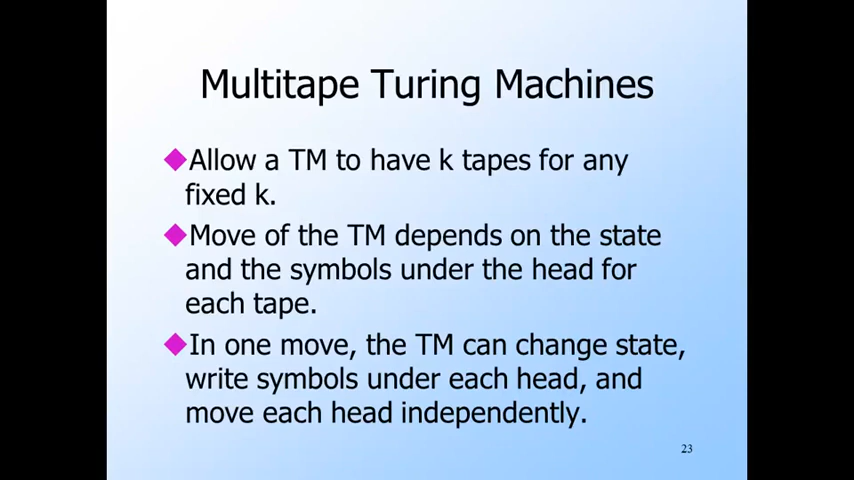 Multitape Turing Machines
Allow a TM to have k tapes for any
fixed k.
Move of the TM depends on the state
and the symbols under the head for
each tape.
In one move, the TM can change state,
write symbols under each head, and
move each head independently.
23